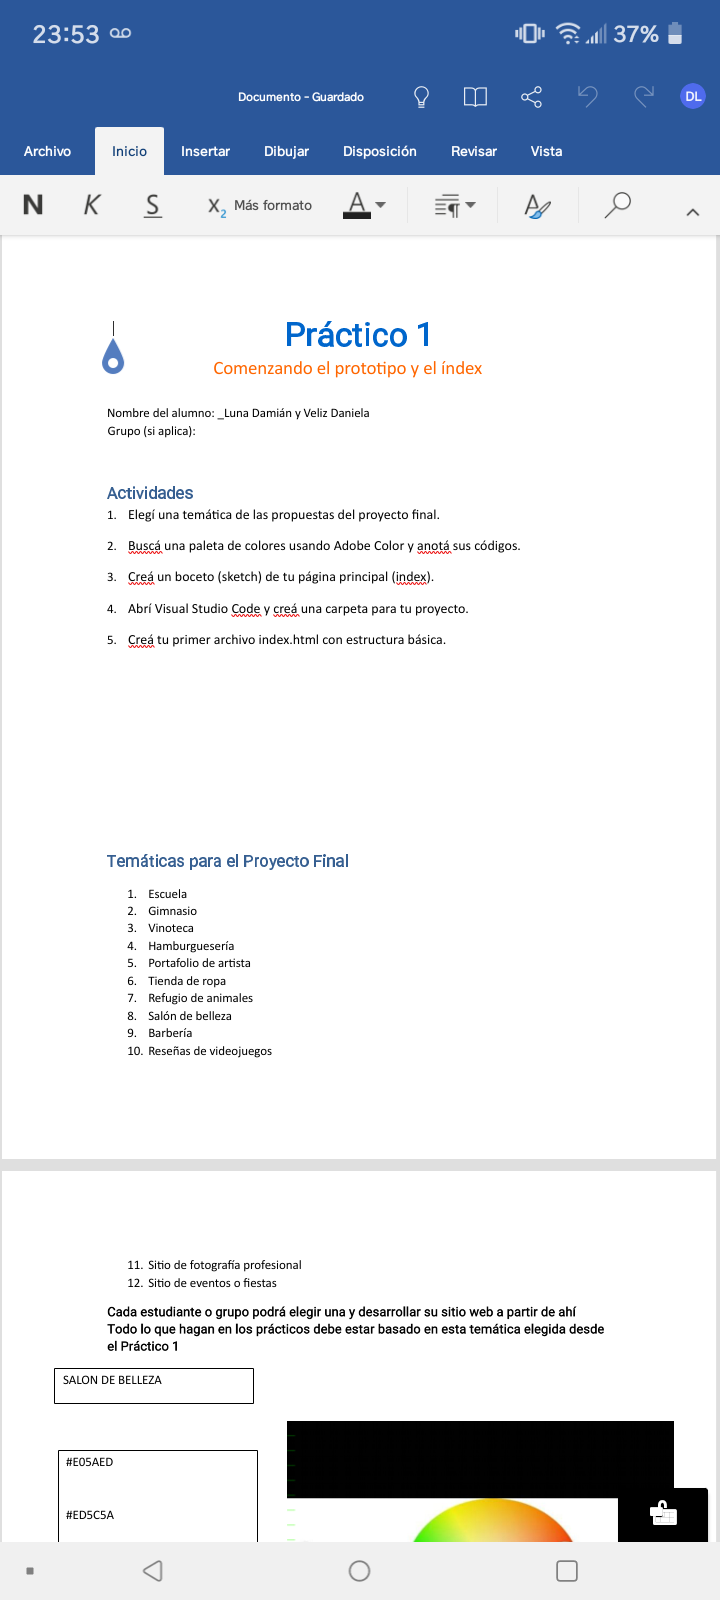 23:53
37%
Documento - Guardado
DL
Archivo
Inicio
Insertar
Dibujar
Disposición
Revisar
Vista
N K S X2 Más formato A A
Práctico 1
Comenzando el prototipo y el índex
Nombre del alumno: _Luna Damián y Veliz Daniela
Grupo (si aplica):
Actividades
1. Elegí una temática de las propuestas del proyecto final.
2. Buscá una paleta de colores usando Adobe Color y anotá sus códigos.
3. Creá un boceto (sketch) de tu página principal (index).
4. Abrí Visual Studio Code y creá una carpeta para tu proyecto.
5. Creá tu primer archivo index.html con estructura básica.
Temáticas para el Proyecto Final
1. Escuela
2. Gimnasio
3. Vinoteca
4. Hamburguesería
5. Portafolio de artista
6. Tienda de ropa
7. Refugio de animales
8. Salón de belleza
9. Barbería
10. Reseñas de videojuegos
11. Sitio de fotografía profesional
12. Sitio de eventos o fiestas
Cada estudiante o grupo podrá elegir una y desarrollar su sitio web a partir de ahí
Todo lo que hagan en los prácticos debe estar basado en esta temática elegida desde
el Práctico 1
SALON DE BELLEZA
#E05AED
#ED5C5A